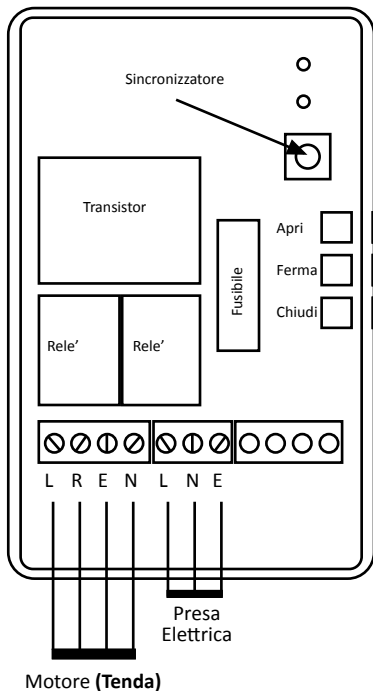 Sincronizzatore
Transistor
Fusibile
Apri
Ferma
Chiudi
Rele’ Rele’
L R E N L N E
Presa
Elettrica
Motore (Tenda)